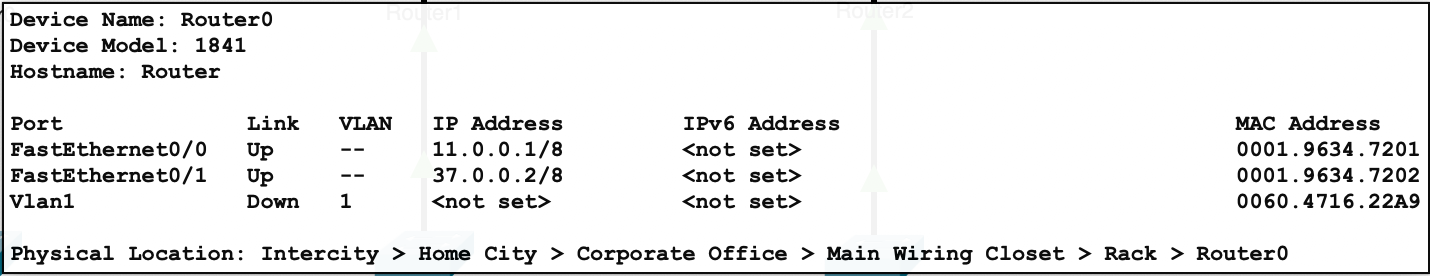 Router1
Router2
Device Name: Router0
Device Model: 1841
Hostname: Router
Port Link VLAN IP Address IPv6 Address MAC Address
FastEthernet0/0 Up -- 11.0.0.1/8 <not set> 0001.9634.7201
FastEthernet0/1 Up -- 37.0.0.2/8 <not set> 0001.9634.7202
Vlan1 Down 1 <not set> <not set> 0060.4716.22A9
Physical Location: Intercity > Home City > Corporate Office > Main Wiring Closet > Rack > Router0